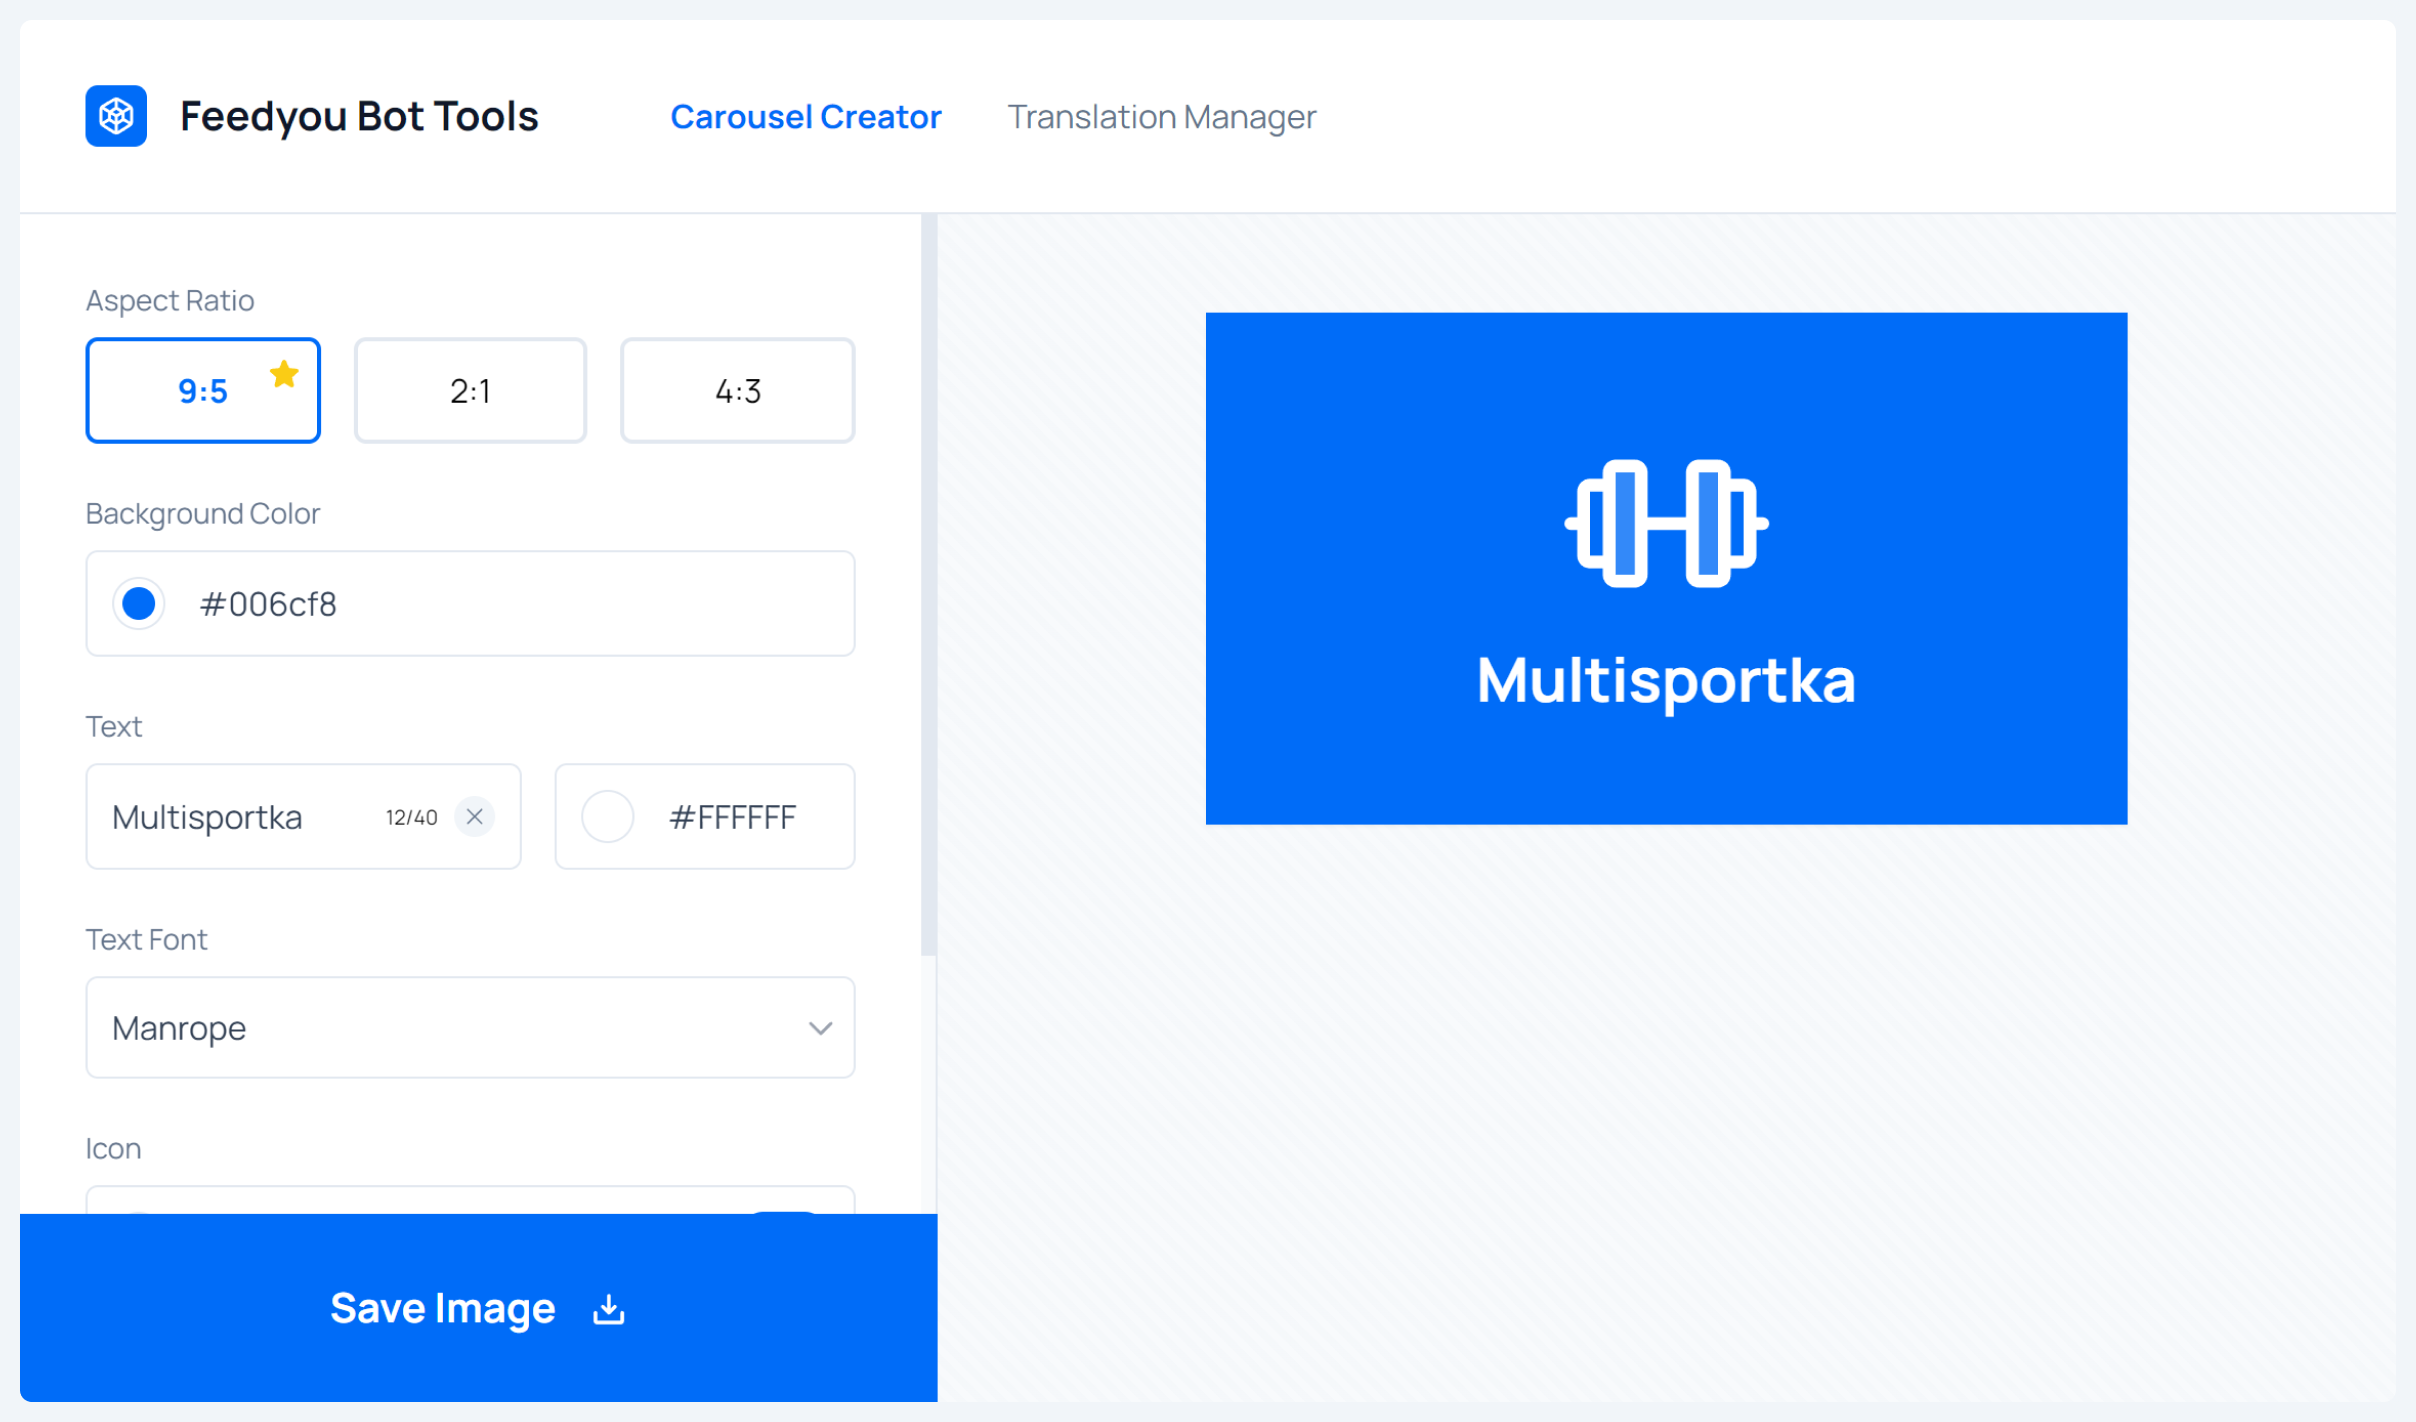 Feedyou Bot Tools
Carousel Creator
Translation Manager
Aspect Ratio
9:5
2:1
4:3
Background Color
#006cf8
Text
Multisportka
12/40
#FFFFFF
Text Font
Manrope
Icon
Save Image
Multisportka